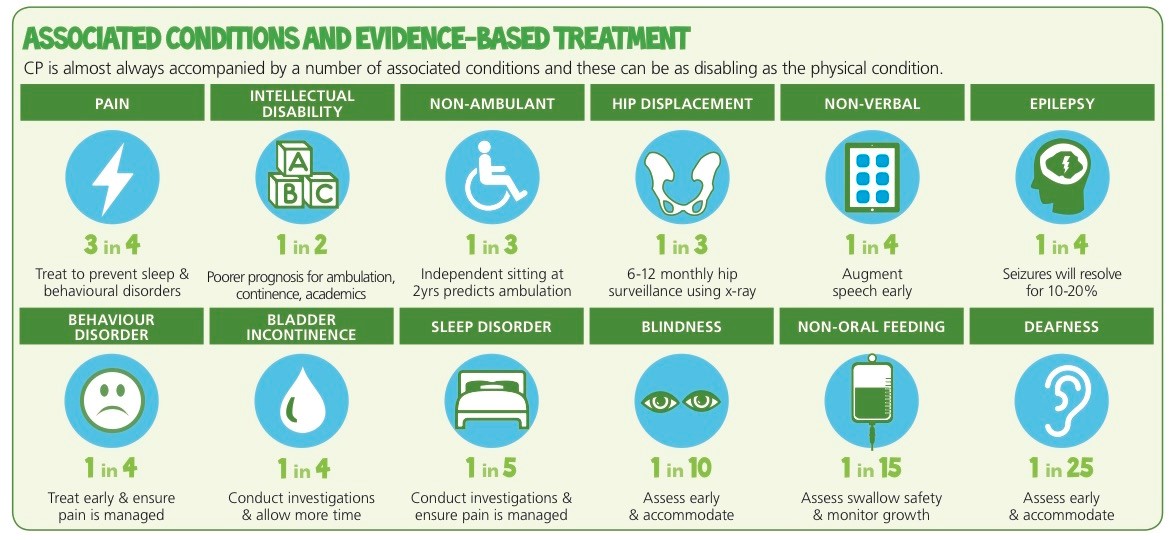 ASSOCIATED CONDITIONS AND EVIDENCE-BASED TREATMENT
CP is almost always accompanied by a number of associated conditions and these can be as disabling as the physical condition.
PAIN
3 in 4
Treat to prevent sleep &
behavioural disorders
INTELLECTUAL
DISABILITY
A
B C
1 in 2
Poorer prognosis for ambulation,
continence, academics
NON-AMBULANT
1 in 3
Independent sitting at
2yrs predicts ambulation
HIP DISPLACEMENT
1 in 3
6-12 monthly hip
surveillance using x-ray
NON-VERBAL
1 in 4
Augment
speech early
EPILEPSY
1 in 4
Seizures will resolve
for 10-20%
BEHAVIOUR
DISORDER
1 in 4
Treat early & ensure
pain is managed
BLADDER
INCONTINENCE
1 in 4
Conduct investigations
& allow more time
SLEEP DISORDER
1 in 5
Conduct investigations &
ensure pain is managed
BLINDNESS
1 in 10
Assess early
& accommodate
NON-ORAL FEEDING
1 in 15
Assess swallow safety
& monitor growth
DEAFNESS
1 in 25
Assess early
& accommodate